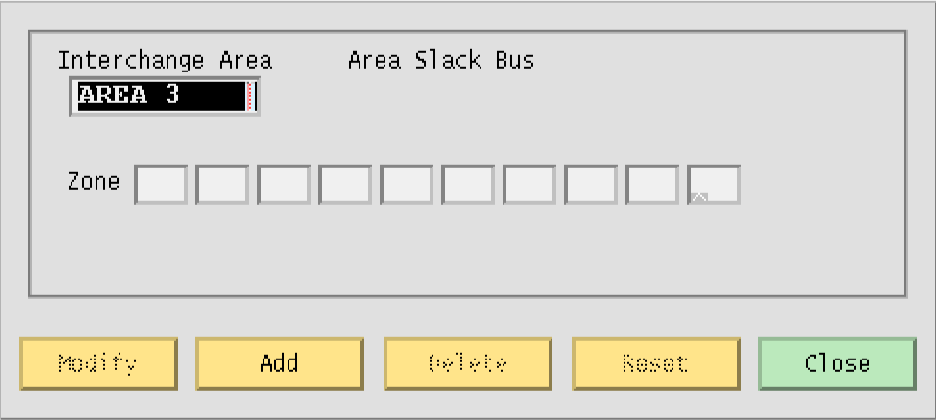 Interchange Area Area Slack Bus
AREA 3
Zone
Modify Add Delete Reset Close